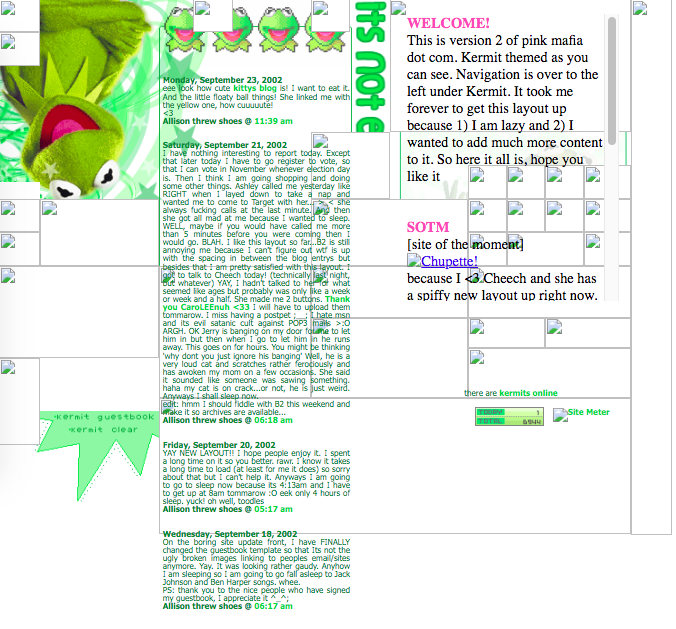 Monday, September 23, 2002
eee look how cute kittys blog is! I want to eat it.
And the little floaty ball things! She linked me with
the yellow one, how cuuuute!
<3
Allison threw shoes @ 11:39 am
Saturday, September 21, 2002
I have nothing interesting to report today. Except
that later today I have to go register to vote, so
that I can vote in November whenever election day
is. Then I think I am going shopping and doing
some other things. Ashley called me yesterday like
RIGHT when I layed down to take a nap and
wanted me to come to Target with her... >_< she
always fucking calls at the last minute. And then
she got all mad at me because I wanted to sleep.
WELL, maybe if you would have called me more
than 5 minutes before you were coming then I
would go. BLAH. I like this layout so far...B2 is still
annoying me because I can't figure out wtf is up
with the spacing in between the blog entrys but
besides that I am pretty satisfied with this layout. I
got to talk to Cheech today! (technically last night,
but whatever) YAY, I hadn't talked to her for what
seemed like ages but probably was only like a week
or week and a half. She made me 2 buttons. Thank
you CaroLEEnuh <33 I will have to upload them
tommarow. I miss having a postpet ;__; I hate msn
and its evil satanic cult against POP3 mails >:O
ARGH. OK Jerry is banging on my door for me to let
him in but then when I go to let him in he runs
away. This goes on for hours. You might be thinking
'why dont you just ignore his banging' Well, he is a
very loud cat and scratches rather ferociously and
has awoken my mom on a few occasions. She said
it sounded like someone was sawing something.
haha my cat is on crack...or not, he is just weird.
Anyways I shall sleep now.
edit: hmm I should fiddle with B2 this weekend and
make it so archives are available...
Allison threw shoes @ 06:18 am
Friday, September 20, 2002
YAY NEW LAYOUT!! I hope people enjoy it. I spent
a long time on it so you better. rawr. I know it takes
a long time to load (at least for me it does) so sorry
about that but I can't help it. Anyways I am going
to go to sleep now because its 4:13am and I have
to get up at 8am tommarow :O eek only 4 hours of
sleep. yuck! oh well, toodles
Allison threw shoes @ 05:17 am
Wednesday, September 18, 2002
On the boring site update front, I have FINALLY
changed the guestbook template so that Its not the
ugly broken images linking to peoples email/sites
anymore. Yay. It was looking rather gaudy. Anyhow
I am sleeping so I am going to go fall asleep to Jack
Johnson and Ben Harper songs. whee.
PS: thank you to the nice people who have signed
my guestbook, I appreciate it ^_^;
Allison threw shoes @ 06:17 am
its not e
WELCOME!
This is version 2 of pink mafia
dot com. Kermit themed as you
can see. Navigation is over to the
left under Kermit. It took me
forever to get this layout up
because 1) I am lazy and 2) I
wanted to add much more content
to it. So here it all is, hope you
like it
SOTM
[site of the moment]
Chupette!
because I <3 Cheech and she has
a spiffy new layout up right now.
there are kermits online
TODAY 1
TOTAL 6944
Site Meter
kermit guestbook
kermit clear